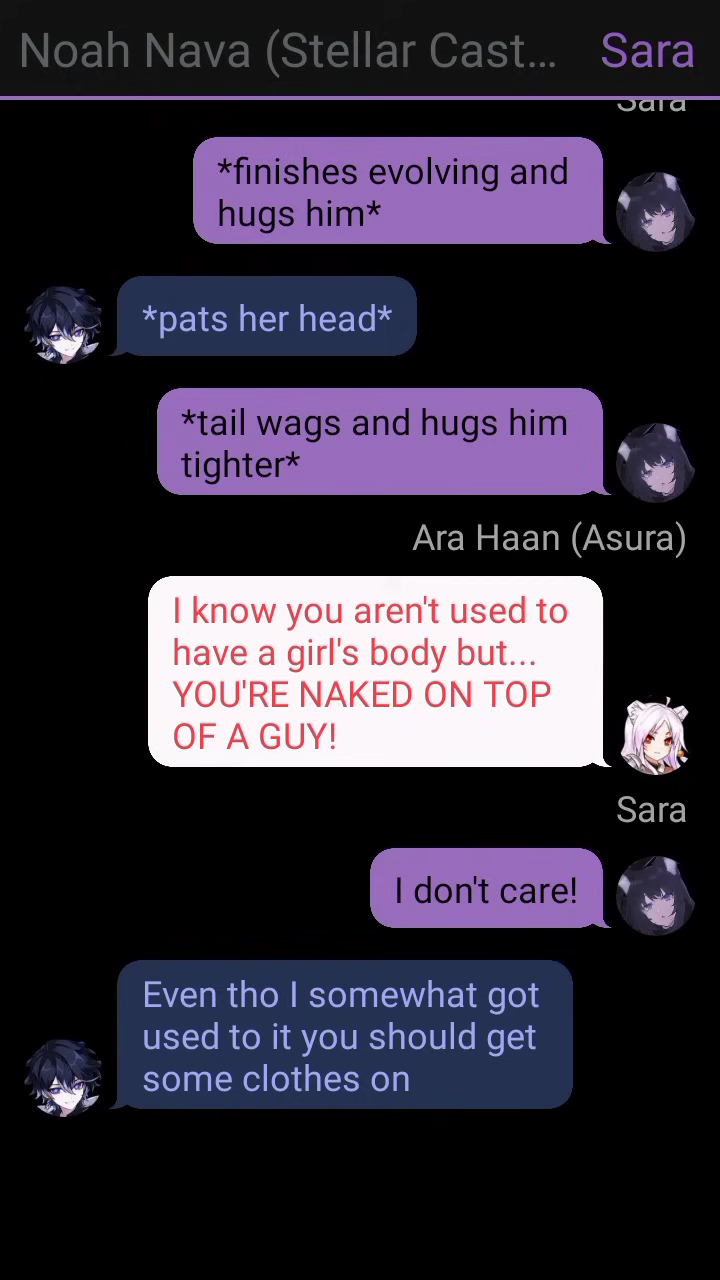 Noah Nava (Stellar Cast... Sara
Sara
*finishes evolving and
hugs him*
*pats her head*
*tail wags and hugs him
tighter*
Ara Haan (Asura)
I know you aren't used to
have a girl's body but...
YOU'RE NAKED ON TOP
OF A GUY!
Sara
I don't care!
Even tho I somewhat got
used to it you should get
some clothes on